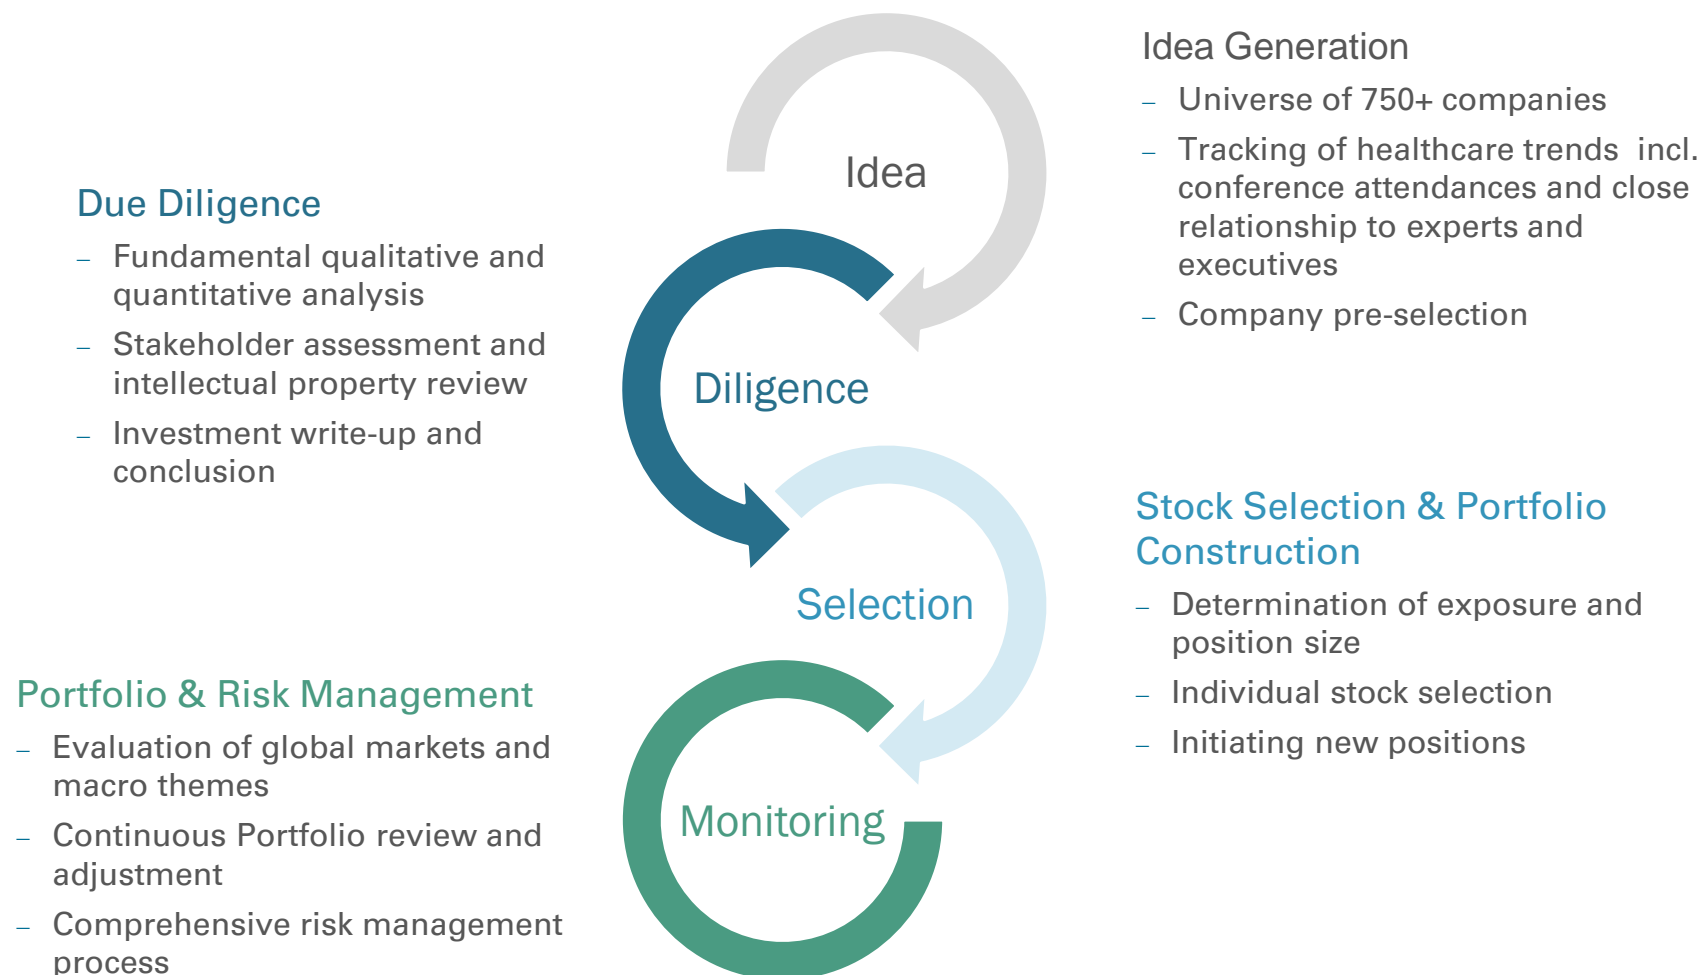 Idea Generation
– Universe of 750+ companies
– Tracking of healthcare trends  incl.
conference attendances and close
relationship to experts and
executives
– Company pre-selection
Idea
Due Diligence
– Fundamental qualitative and
quantitative analysis
– Stakeholder assessment and
intellectual property review
– Investment write-up and
conclusion
Diligence
Stock Selection & Portfolio
Construction
– Determination of exposure and
position size
– Individual stock selection
– Initiating new positions
Selection
Portfolio & Risk Management
– Evaluation of global markets and
macro themes
– Continuous Portfolio review and
adjustment
– Comprehensive risk management
process
Monitoring